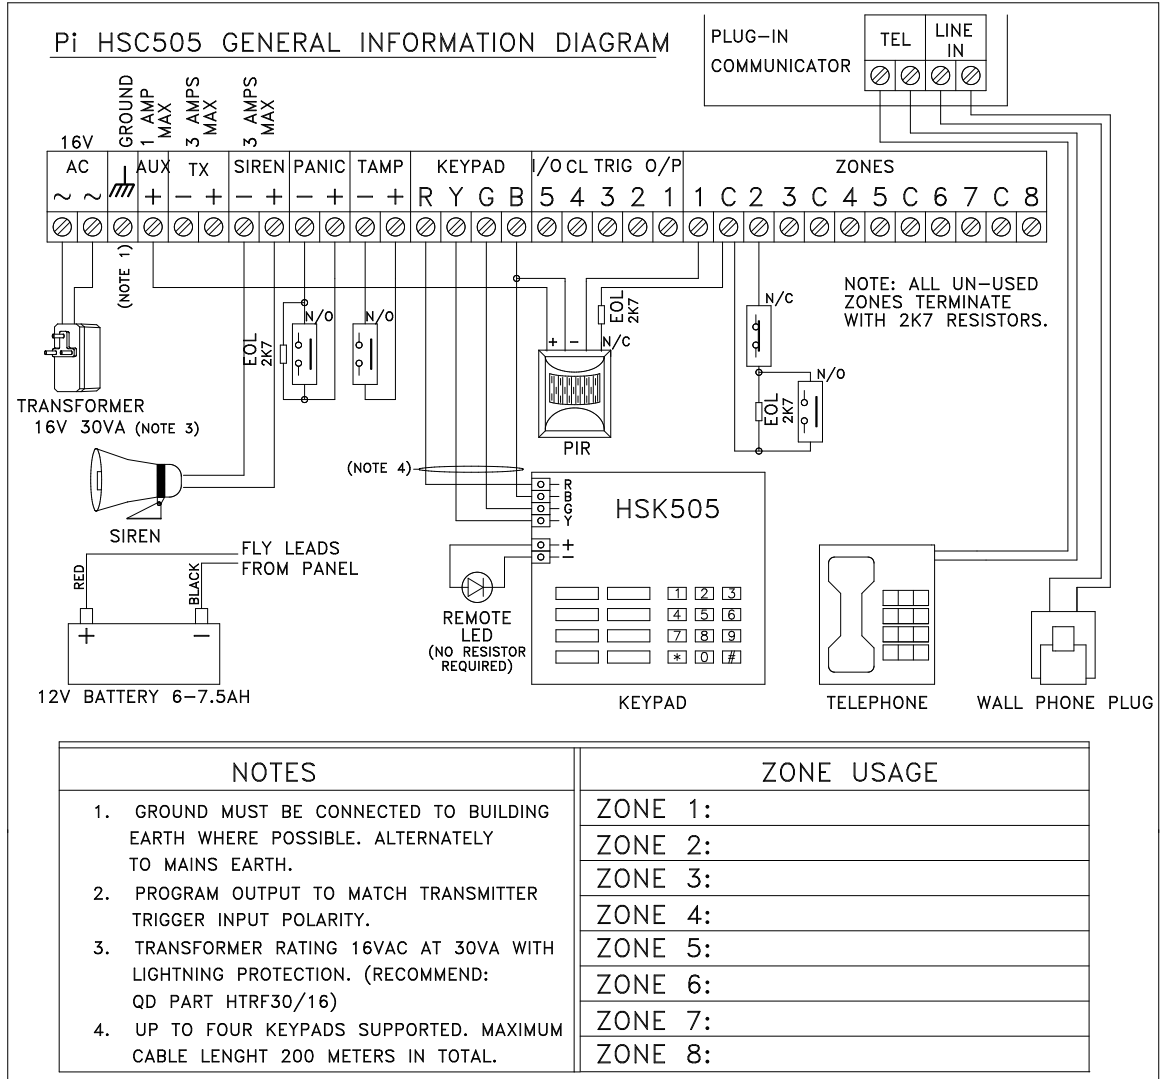 Pi HSC505 GENERAL INFORMATION DIAGRAM
PLUG-IN
COMMUNICATOR
TEL
LINE
IN
16V
GROUND
1 AMP
MAX
3 AMPS
MAX
3 AMPS
MAX
AC AUX TX SIREN PANIC TAMP KEYPAD I/O CL TRIG O/P ZONES
~ ~ + - + - + - + - + R Y G B 5 4 3 2 1 1 C 2 3 C 4 5 C 6 7 C 8
(NOTE 1)
NOTE: ALL UN-USED
ZONES TERMINATE
WITH 2K7 RESISTORS.
N/O
EOL
2K7
N/O
+ -
N/C
EOL
2K7
N/C
N/O
EOL
2K7
PIR
TRANSFORMER
16V 30VA (NOTE 3)
SIREN
(NOTE 4)
R
B
G
Y
+
-
HSK505
FLY LEADS
FROM PANEL
RED
BLACK
+ -
12V BATTERY 6-7.5AH
REMOTE
LED
(NO RESISTOR
REQUIRED)
1 2 3
4 5 6
7 8 9
* 0 #
KEYPAD
TELEPHONE
WALL PHONE PLUG
NOTES
1. GROUND MUST BE CONNECTED TO BUILDING
EARTH WHERE POSSIBLE. ALTERNATELY
TO MAINS EARTH.
2. PROGRAM OUTPUT TO MATCH TRANSMITTER
TRIGGER INPUT POLARITY.
3. TRANSFORMER RATING 16VAC AT 30VA WITH
LIGHTNING PROTECTION. (RECOMMEND:
QD PART HTRF30/16)
4. UP TO FOUR KEYPADS SUPPORTED. MAXIMUM
CABLE LENGHT 200 METERS IN TOTAL.
ZONE USAGE
ZONE 1:
ZONE 2:
ZONE 3:
ZONE 4:
ZONE 5:
ZONE 6:
ZONE 7:
ZONE 8: